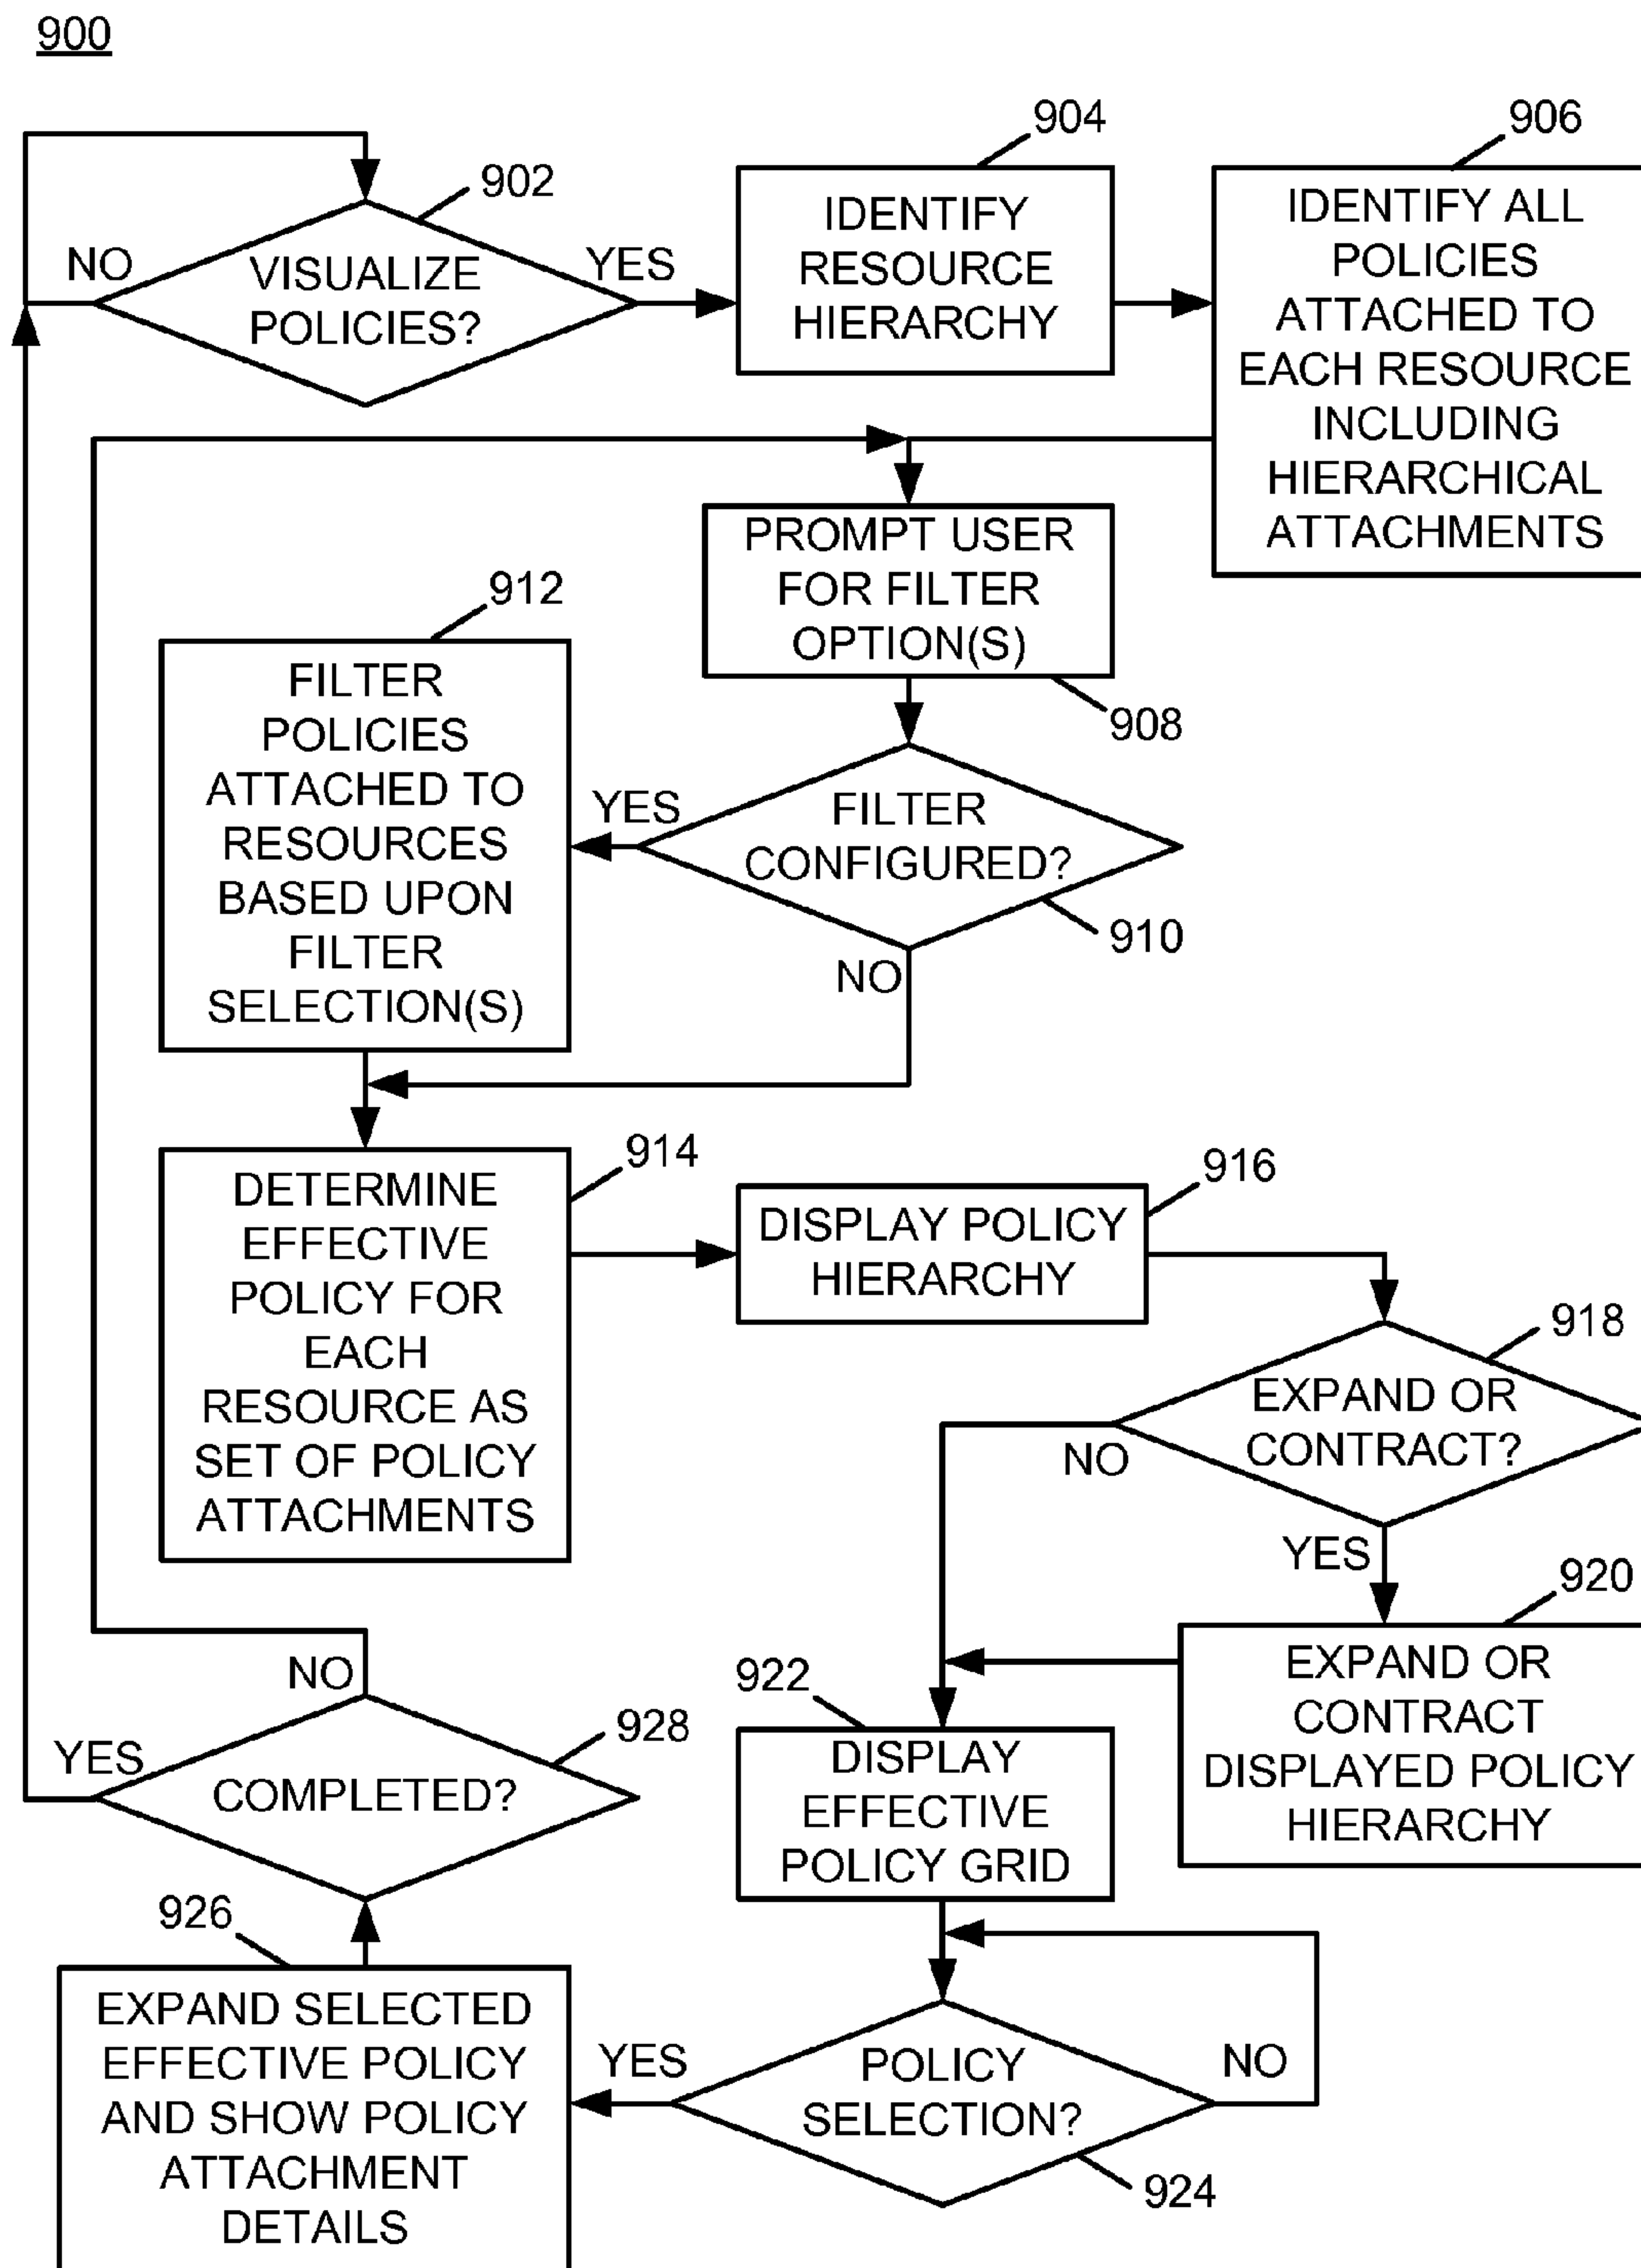 900
902
VISUALIZE
POLICIES?
NO
YES
904
IDENTIFY
RESOURCE
HIERARCHY
906
IDENTIFY ALL
POLICIES
ATTACHED TO
EACH RESOURCE
INCLUDING
HIERARCHICAL
ATTACHMENTS
PROMPT USER
FOR FILTER
OPTION(S)
908
FILTER
CONFIGURED?
910
YES
NO
912
FILTER
POLICIES
ATTACHED TO
RESOURCES
BASED UPON
FILTER
SELECTION(S)
914
DETERMINE
EFFECTIVE
POLICY FOR
EACH
RESOURCE AS
SET OF POLICY
ATTACHMENTS
916
DISPLAY POLICY
HIERARCHY
918
EXPAND OR
CONTRACT?
NO
YES
920
EXPAND OR
CONTRACT
DISPLAYED POLICY
HIERARCHY
922
DISPLAY
EFFECTIVE
POLICY GRID
POLICY
SELECTION?
924
NO
YES
926
EXPAND SELECTED
EFFECTIVE POLICY
AND SHOW POLICY
ATTACHMENT
DETAILS
928
COMPLETED?
NO
YES